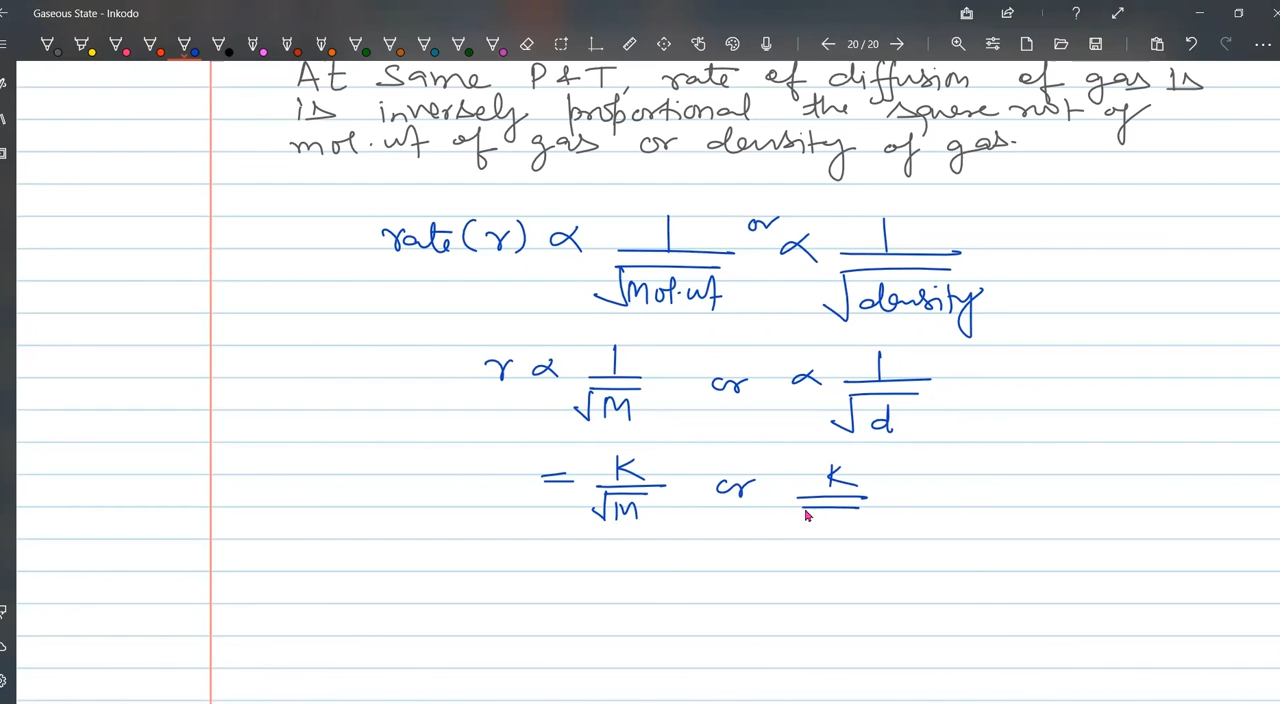 Gaseous State - Inkodo
20/20
At Same P & T, rate of diffusion of gas is
is inversely proportional the square root of
mol. wt of gas or density of gas.
rate (r) ∝ 1/√Mol. wt or ∝ 1/√density
r ∝ 1/√M or ∝ 1/√d
= K/√M or K/√